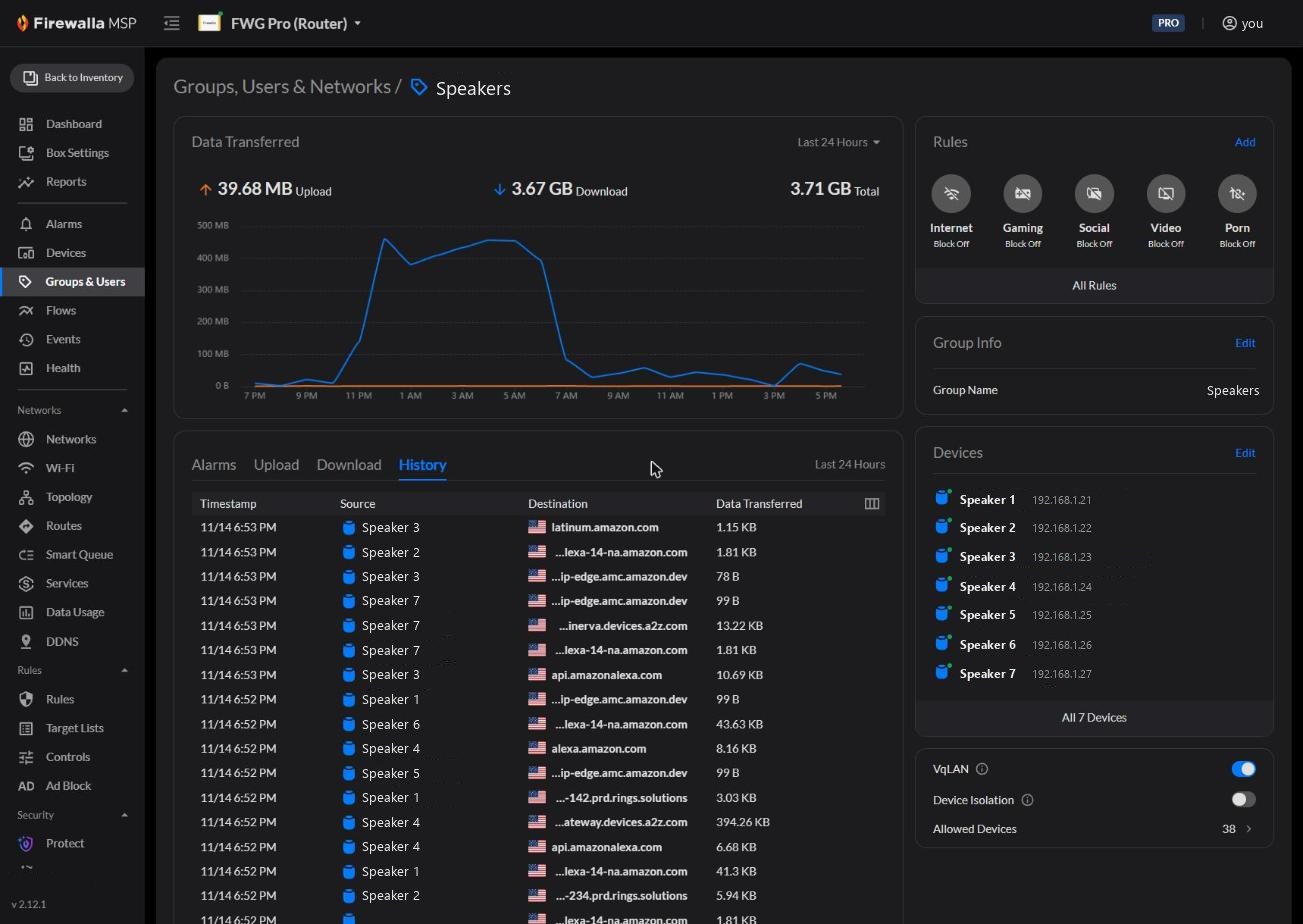 Firewalla MSP
FWG Pro (Router)
PRO
you
Back to Inventory
Dashboard
Box Settings
Reports
Alarms
Devices
Groups & Users
Flows
Events
Health
Networks
Networks
Wi-Fi
Topology
Routes
Smart Queue
Services
Data Usage
DDNS
Rules
Rules
Target Lists
Controls
AD Ad Block
Security
Protect
v 2.12.1
Groups, Users & Networks / Speakers
Data Transferred
Last 24 Hours
39.68 MB Upload
3.67 GB Download
3.71 GB Total
500 MB
400 MB
300 MB
200 MB
100 MB
0 B
7 PM 9 PM 11 PM 1 AM 3 AM 5 AM 7 AM 9 AM 11 AM 1 PM 3 PM 5 PM
Alarms Upload Download History Last 24 Hours
Timestamp Source Destination Data Transferred
11/14 6:53 PM Speaker 3 latinum.amazon.com 1.15 KB
11/14 6:53 PM Speaker 2 ...lexa-14-na.amazon.com 1.81 KB
11/14 6:53 PM Speaker 3 ...ip-edge.amc.amazon.dev 78 B
11/14 6:53 PM Speaker 7 ...ip-edge.amc.amazon.dev 99 B
11/14 6:53 PM Speaker 7 ...inerva.devices.a2z.com 13.22 KB
11/14 6:53 PM Speaker 7 ...lexa-14-na.amazon.com 1.81 KB
11/14 6:53 PM Speaker 3 api.amazonalexa.com 10.69 KB
11/14 6:52 PM Speaker 1 ...ip-edge.amc.amazon.dev 99 B
11/14 6:52 PM Speaker 6 ...lexa-14-na.amazon.com 43.63 KB
11/14 6:52 PM Speaker 4 alexa.amazon.com 8.16 KB
11/14 6:52 PM Speaker 5 ...ip-edge.amc.amazon.dev 99 B
11/14 6:52 PM Speaker 1 ...-142.prd.rings.solutions 3.03 KB
11/14 6:52 PM Speaker 4 ...ateway.devices.a2z.com 394.26 KB
11/14 6:52 PM Speaker 4 api.amazonalexa.com 6.68 KB
11/14 6:52 PM Speaker 1 ...lexa-14-na.amazon.com 41.3 KB
11/14 6:52 PM Speaker 2 ...-234.prd.rings.solutions 5.94 KB
11/14 6:52 PM ...lexa-14-na.amazon.com 1.81 KB
Rules
Add
Internet Gaming Social Video Porn
Block Off Block Off Block Off Block Off Block Off
All Rules
Group Info
Edit
Group Name Speakers
Devices
Edit
Speaker 1 192.168.1.21
Speaker 2 192.168.1.22
Speaker 3 192.168.1.23
Speaker 4 192.168.1.24
Speaker 5 192.168.1.25
Speaker 6 192.168.1.26
Speaker 7 192.168.1.27
All 7 Devices
VqLAN
Device Isolation
Allowed Devices 38